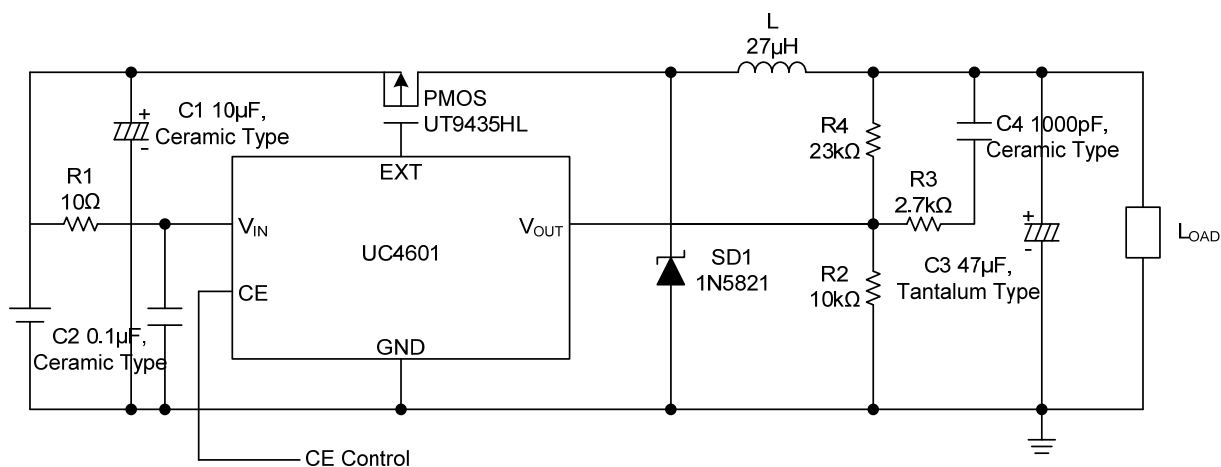 L
27µH
C1 10µF,
Ceramic Type
+
-
PMOS
UT9435HL
R4
23kΩ
C4 1000pF,
Ceramic Type
R1
10Ω
EXT
R3
2.7kΩ
VIN
VOUT
UC4601
CE
SD1
1N5821
R2
10kΩ
+
-
C3 47µF,
Tantalum Type
LOAD
C2 0.1µF,
Ceramic Type
GND
CE Control